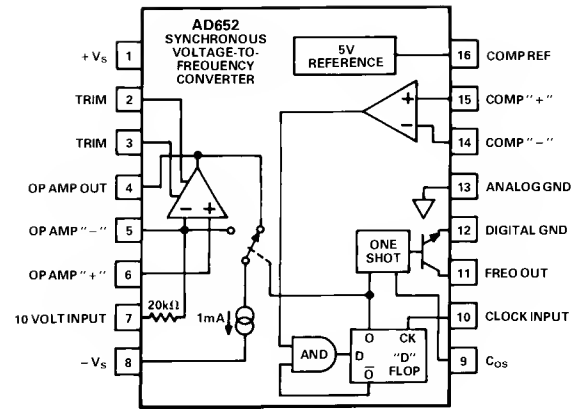 AD652
SYNCHRONOUS
VOLTAGE-TO-
FREQUENCY
CONVERTER
5V
REFERENCE
+VS 1
TRIM 2
TRIM 3
OP AMP OUT 4
OP AMP "–" 5
OP AMP "+" 6
10 VOLT INPUT 7
–VS 8
16 COMP REF
15 COMP "+"
14 COMP "–"
13 ANALOG GND
12 DIGITAL GND
11 FREO OUT
10 CLOCK INPUT
9 COS
+
–
– +
20kΩ
1mA
ONE
SHOT
AND
O CK
D "D"
FLOP
O